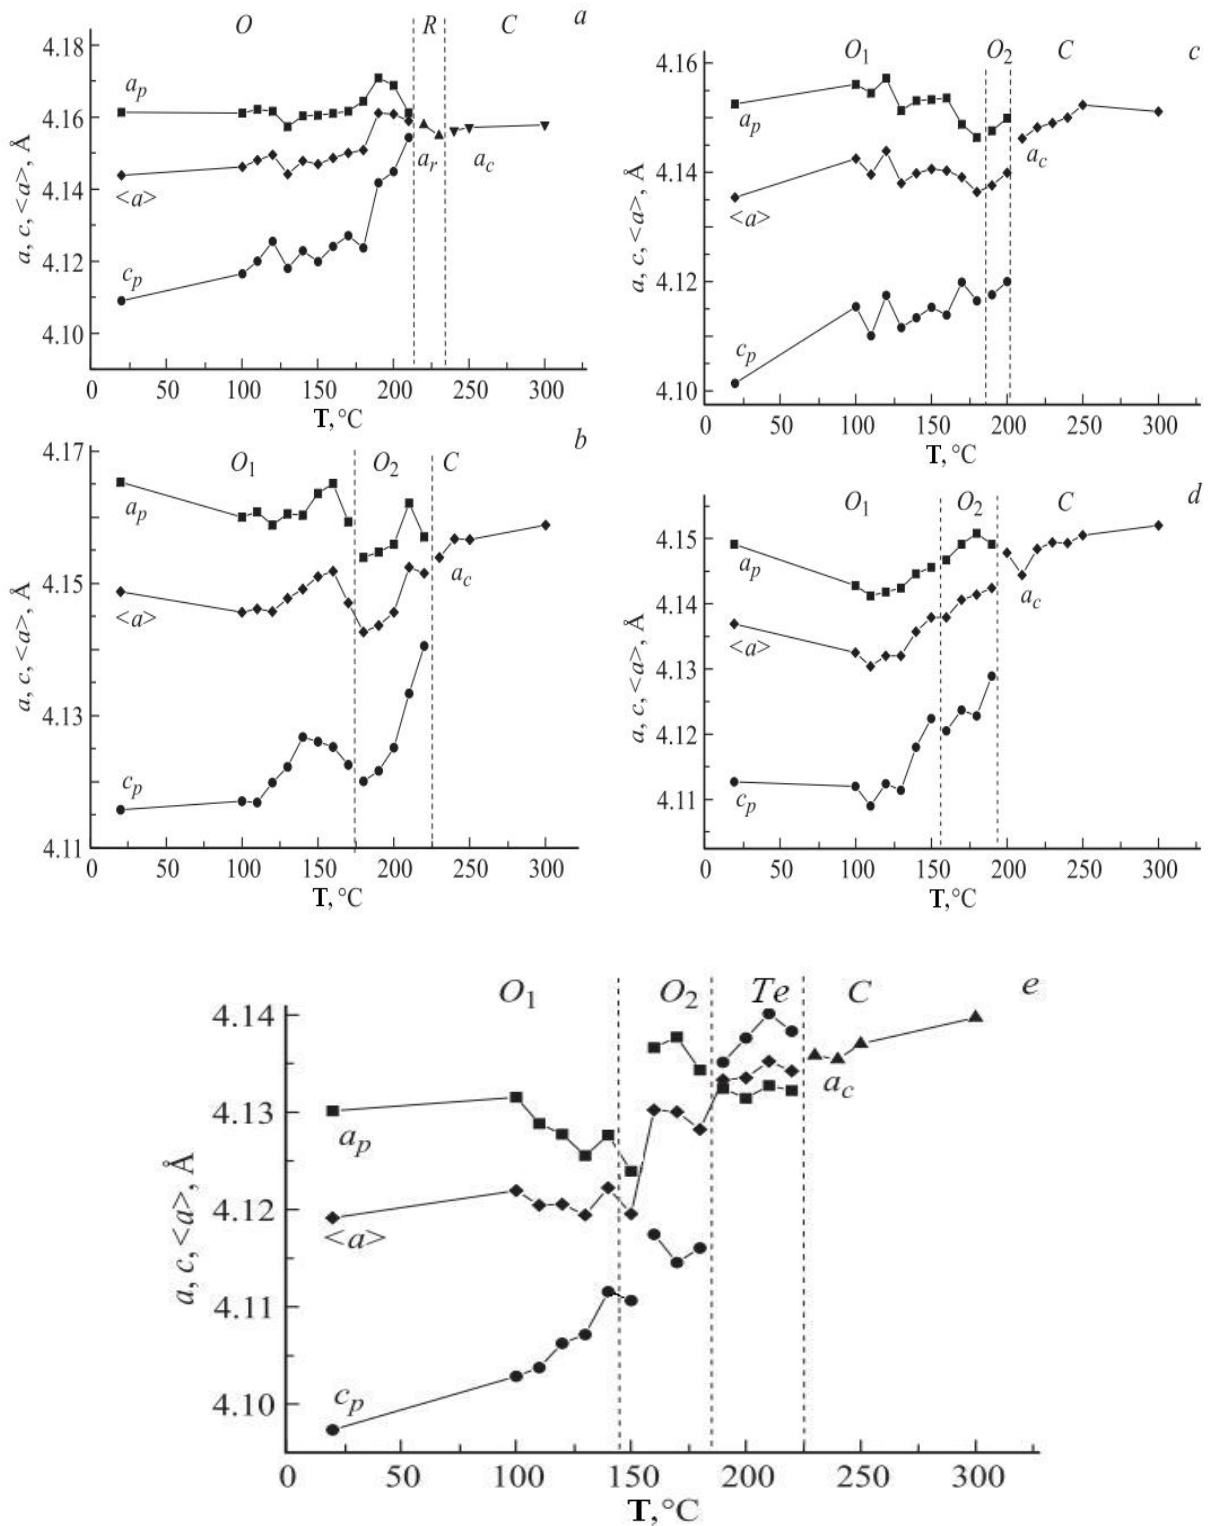 O R C a
4.18
4.16
4.14
4.12
4.10
a, c, <a>, Å
a_p
<a>
c_p
a_r
a_c
0 50 100 150 200 250 300
T, °C
O_1 O_2 C c
4.16
4.14
4.12
4.10
a, c, <a>, Å
a_p
<a>
c_p
a_c
0 50 100 150 200 250 300
T, °C
O_1 O_2 C b
4.17
4.15
4.13
4.11
a, c, <a>, Å
a_p
<a>
c_p
a_c
0 50 100 150 200 250 300
T, °C
O_1 O_2 C d
4.15
4.14
4.13
4.12
4.11
a, c, <a>, Å
a_p
<a>
c_p
a_c
0 50 100 150 200 250 300
T, °C
O_1 O_2 Te C e
4.14
4.13
4.12
4.11
4.10
a, c, <a>, Å
a_p
<a>
c_p
a_c
0 50 100 150 200 250 300
T, °C